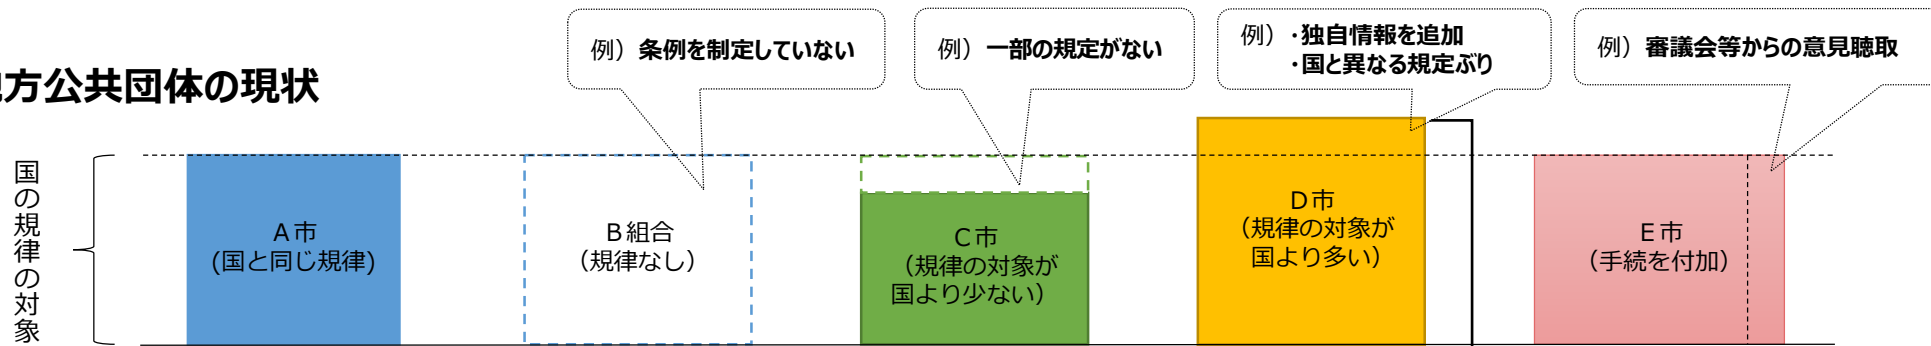 方公共団体の現状
例）条例を制定していない
例）一部の規定がない
例）・独自情報を追加
・国と異なる規定ぶり
例）審議会等からの意見聴取
国の規律の対象
A市
(国と同じ規律)
B組合
（規律なし）
C市
（規律の対象が
国より少ない）
D市
（規律の対象が
国より多い）
E市
（手続を付加）